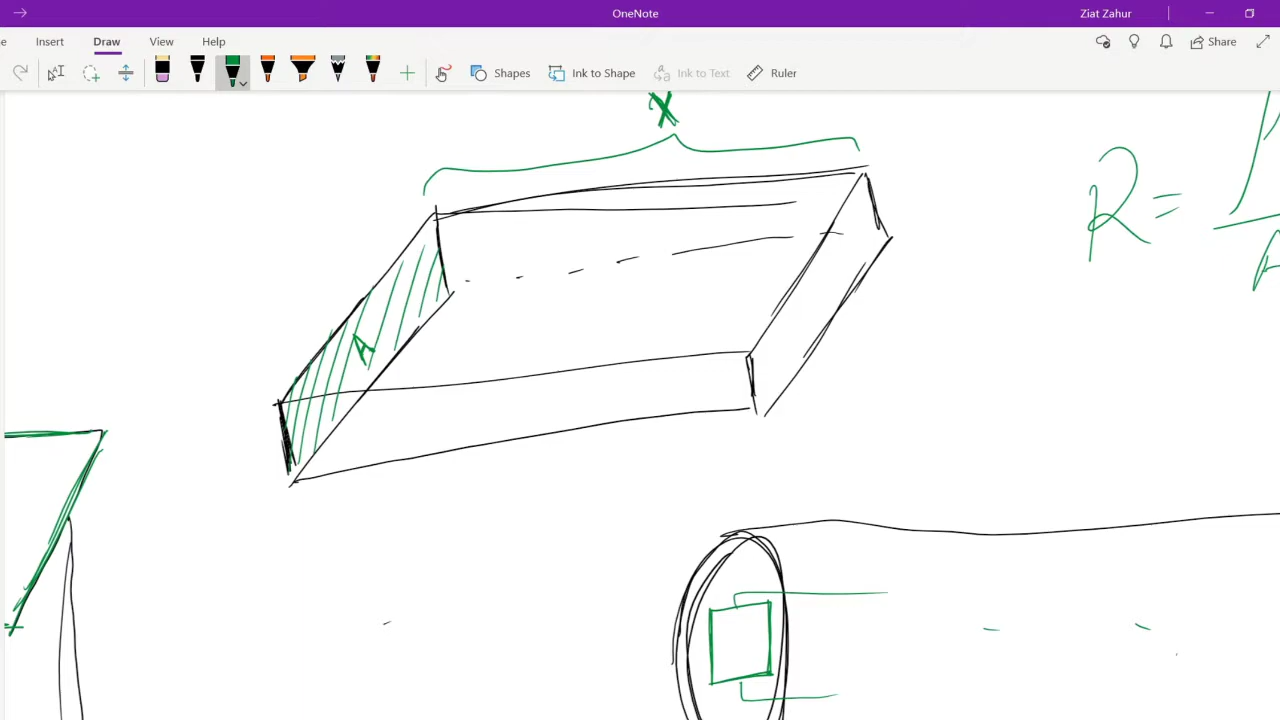 OneNote
Ziat Zahur
Insert Draw View Help
Share
Shapes
Ink to Shape
Ink to Text
Ruler
X
R =
A